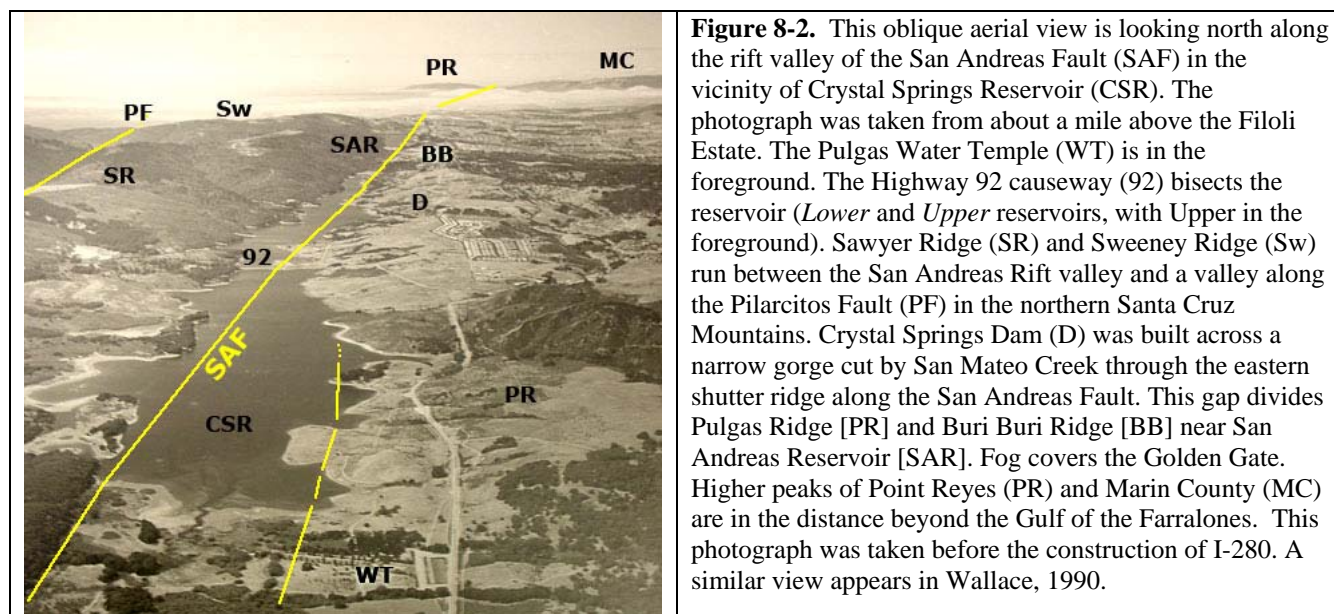 MC
PR
PF
Sw
SAR
BB
SR
D
92
SAF
PR
CSR
WT
Figure 8-2. This oblique aerial view is looking north along
the rift valley of the San Andreas Fault (SAF) in the
vicinity of Crystal Springs Reservoir (CSR). The
photograph was taken from about a mile above the Filoli
Estate. The Pulgas Water Temple (WT) is in the
foreground. The Highway 92 causeway (92) bisects the
reservoir (Lower and Upper reservoirs, with Upper in the
foreground). Sawyer Ridge (SR) and Sweeney Ridge (Sw)
run between the San Andreas Rift valley and a valley along
the Pilarcitos Fault (PF) in the northern Santa Cruz
Mountains. Crystal Springs Dam (D) was built across a
narrow gorge cut by San Mateo Creek through the eastern
shutter ridge along the San Andreas Fault. This gap divides
Pulgas Ridge [PR] and Buri Buri Ridge [BB] near San
Andreas Reservoir [SAR]. Fog covers the Golden Gate.
Higher peaks of Point Reyes (PR) and Marin County (MC)
are in the distance beyond the Gulf of the Farralones. This
photograph was taken before the construction of I-280. A
similar view appears in Wallace, 1990.